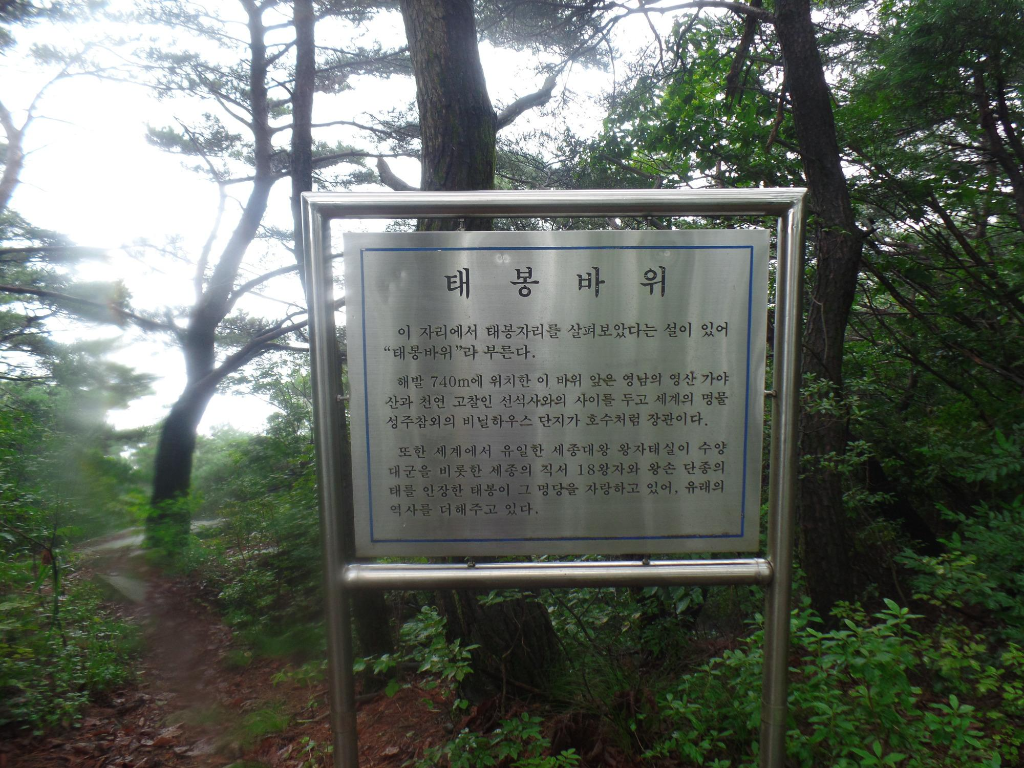 태 봉 바 위
이 자리에서 태봉자리를 살펴보았다는 설이 있어
“태봉바위”라 부른다.
해발 740m에 위치한 이 바위 앞은 영남의 영산 가야
산과 천연 고찰인 선석사와의 사이를 두고 세계의 명물
성주참외의 비닐하우스 단지가 호수처럼 장관이다.
또한 세계에서 유일한 세종대왕 왕자태실이 수양
대군을 비롯한 세종의 적서 18왕자와 왕손 단종의
태를 안장한 태봉이 그 명당을 자랑하고 있어, 유래의
역사를 더해주고 있다.